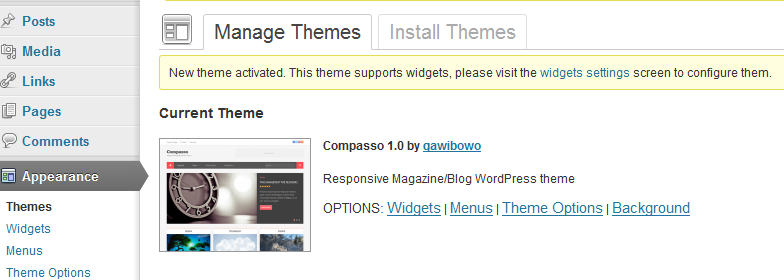 Posts
Media
Links
Pages
Comments
Appearance
Themes
Widgets
Menus
Theme Options
Manage Themes
Install Themes
New theme activated. This theme supports widgets, please visit the widgets settings screen to configure them.
Current Theme
Compasso
Compasso 1.0 by gawibowo
Responsive Magazine/Blog WordPress theme
OPTIONS: Widgets | Menus | Theme Options | Background